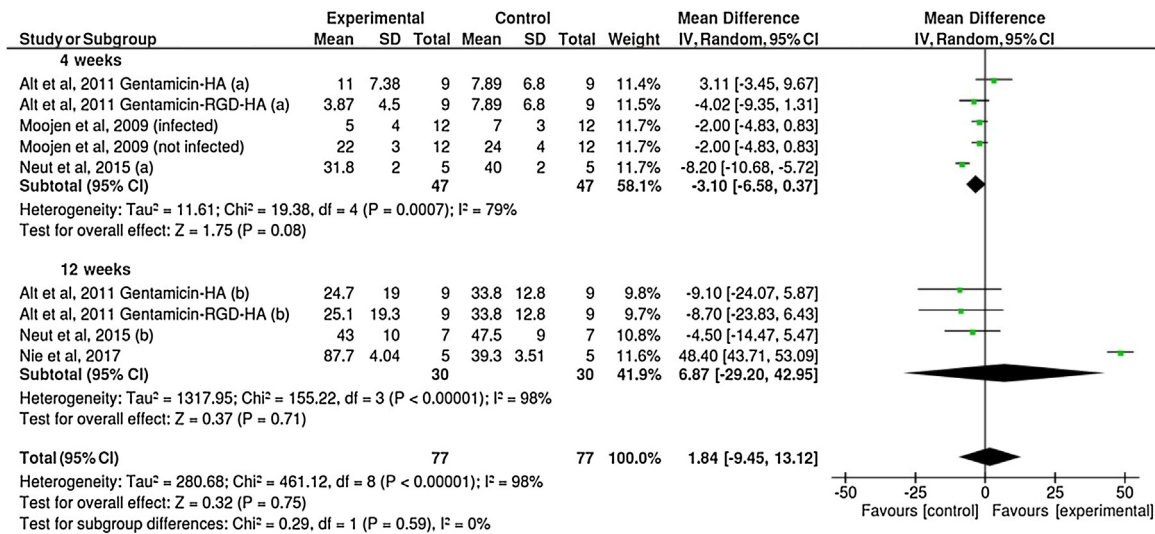 Experimental Control Mean Difference Mean Difference
Study or Subgroup Mean SD Total Mean SD Total Weight IV, Random, 95% CI IV, Random, 95% CI
4 weeks
Alt et al, 2011 Gentamicin-HA (a) 11 7.38 9 7.89 6.8 9 11.4% 3.11 [-3.45, 9.67]
Alt et al, 2011 Gentamicin-RGD-HA (a) 3.87 4.5 9 7.89 6.8 9 11.5% -4.02 [-9.35, 1.31]
Moojen et al, 2009 (infected) 5 4 12 7 3 12 11.7% -2.00 [-4.83, 0.83]
Moojen et al, 2009 (not infected) 22 3 12 24 4 12 11.7% -2.00 [-4.83, 0.83]
Neut et al, 2015 (a) 31.8 2 5 40 2 5 11.7% -8.20 [-10.68, -5.72]
Subtotal (95% CI) 47 47 58.1% -3.10 [-6.58, 0.37]
Heterogeneity: Tau² = 11.61; Chi² = 19.38, df = 4 (P = 0.0007); I² = 79%
Test for overall effect: Z = 1.75 (P = 0.08)
12 weeks
Alt et al, 2011 Gentamicin-HA (b) 24.7 19 9 33.8 12.8 9 9.8% -9.10 [-24.07, 5.87]
Alt et al, 2011 Gentamicin-RGD-HA (b) 25.1 19.3 9 33.8 12.8 9 9.7% -8.70 [-23.83, 6.43]
Neut et al, 2015 (b) 43 10 7 47.5 9 7 10.8% -4.50 [-14.47, 5.47]
Nie et al, 2017 87.7 4.04 5 39.3 3.51 5 11.6% 48.40 [43.71, 53.09]
Subtotal (95% CI) 30 30 41.9% 6.87 [-29.20, 42.95]
Heterogeneity: Tau² = 1317.95; Chi² = 155.22, df = 3 (P < 0.00001); I² = 98%
Test for overall effect: Z = 0.37 (P = 0.71)
Total (95% CI) 77 77 100.0% 1.84 [-9.45, 13.12]
Heterogeneity: Tau² = 280.68; Chi² = 461.12, df = 8 (P < 0.00001); I² = 98%
Test for overall effect: Z = 0.32 (P = 0.75)
Test for subgroup differences: Chi² = 0.29, df = 1 (P = 0.59), I² = 0%
-50 -25 0 25 50
Favours [control] Favours [experimental]